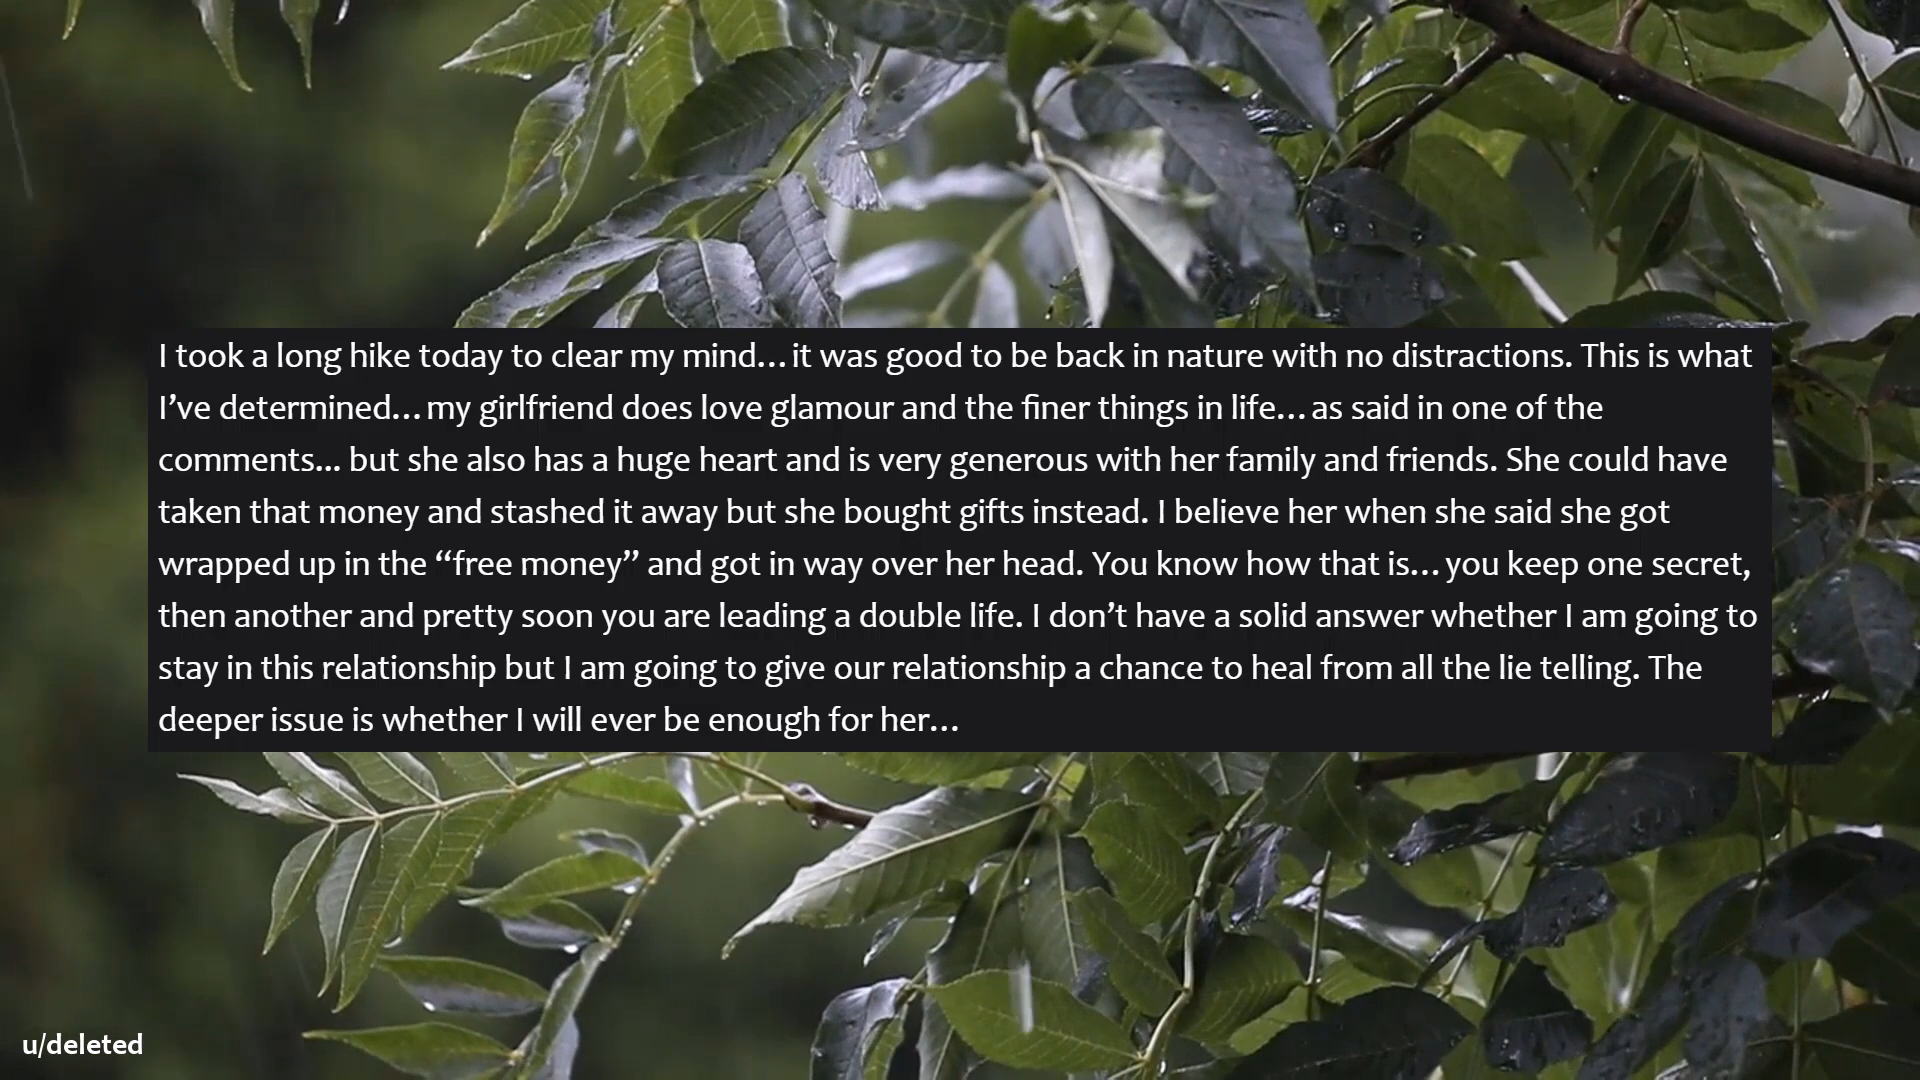 I took a long hike today to clear my mind… it was good to be back in nature with no distractions. This is what
I’ve determined… my girlfriend does love glamour and the finer things in life… as said in one of the
comments... but she also has a huge heart and is very generous with her family and friends. She could have
taken that money and stashed it away but she bought gifts instead. I believe her when she said she got
wrapped up in the “free money” and got in way over her head. You know how that is… you keep one secret,
then another and pretty soon you are leading a double life. I don’t have a solid answer whether I am going to
stay in this relationship but I am going to give our relationship a chance to heal from all the lie telling. The
deeper issue is whether I will ever be enough for her…
u/deleted